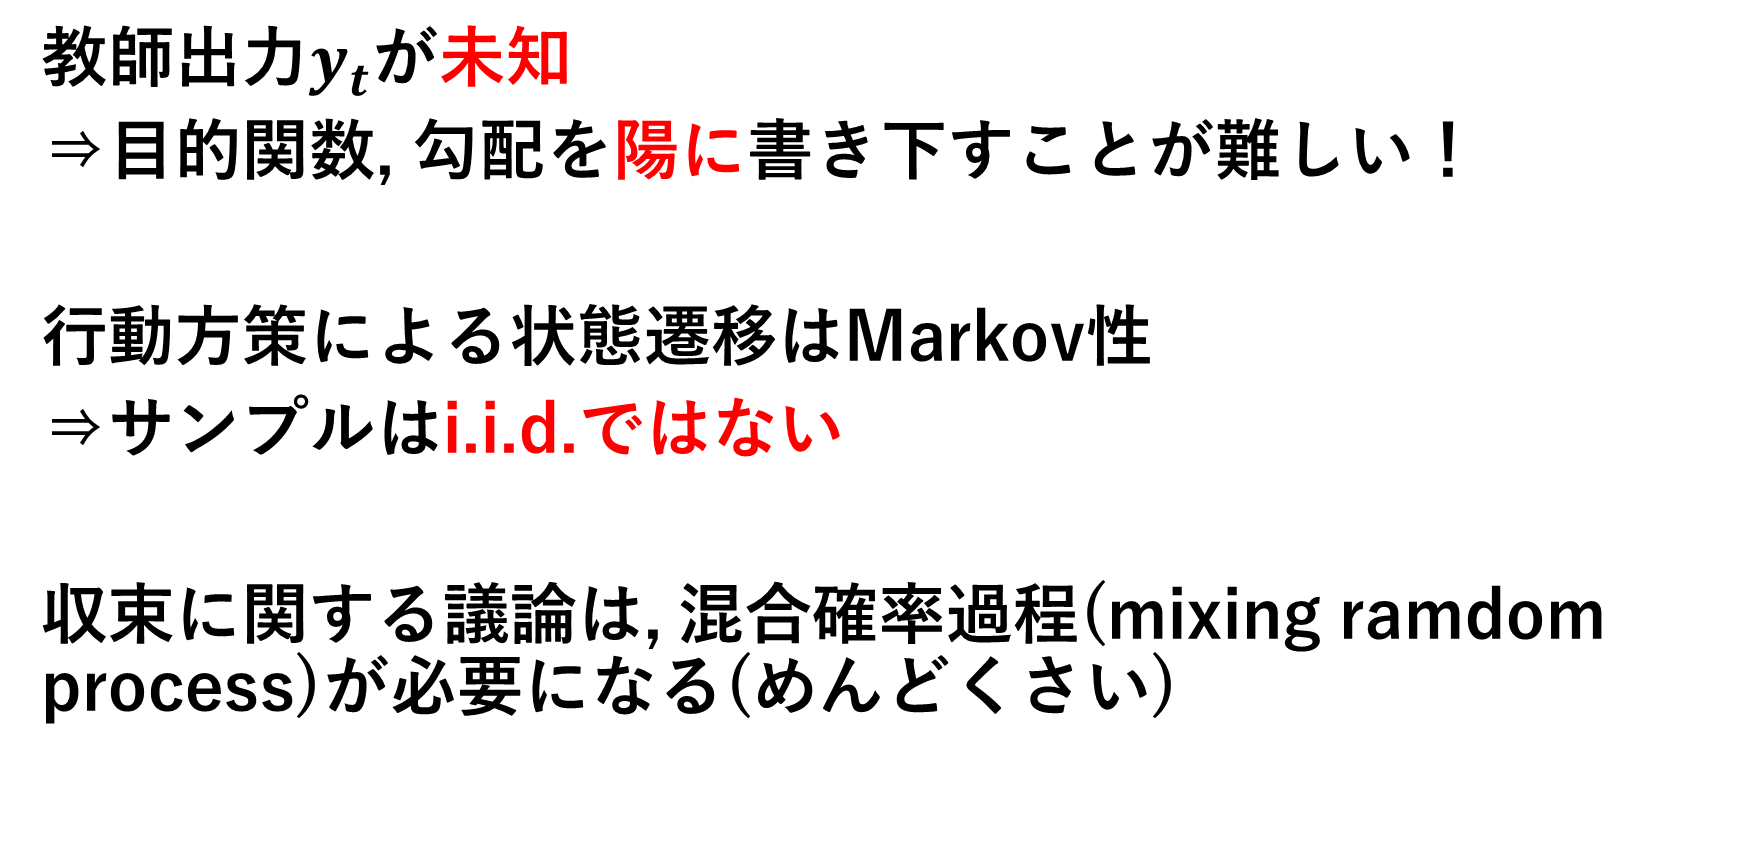 教師出力y_tが未知
⇒目的関数, 勾配を陽に書き下すことが難しい！
行動方策による状態遷移はMarkov性
⇒サンプルはi.i.d.ではない
収束に関する議論は, 混合確率過程(mixing ramdom
process)が必要になる(めんどくさい)